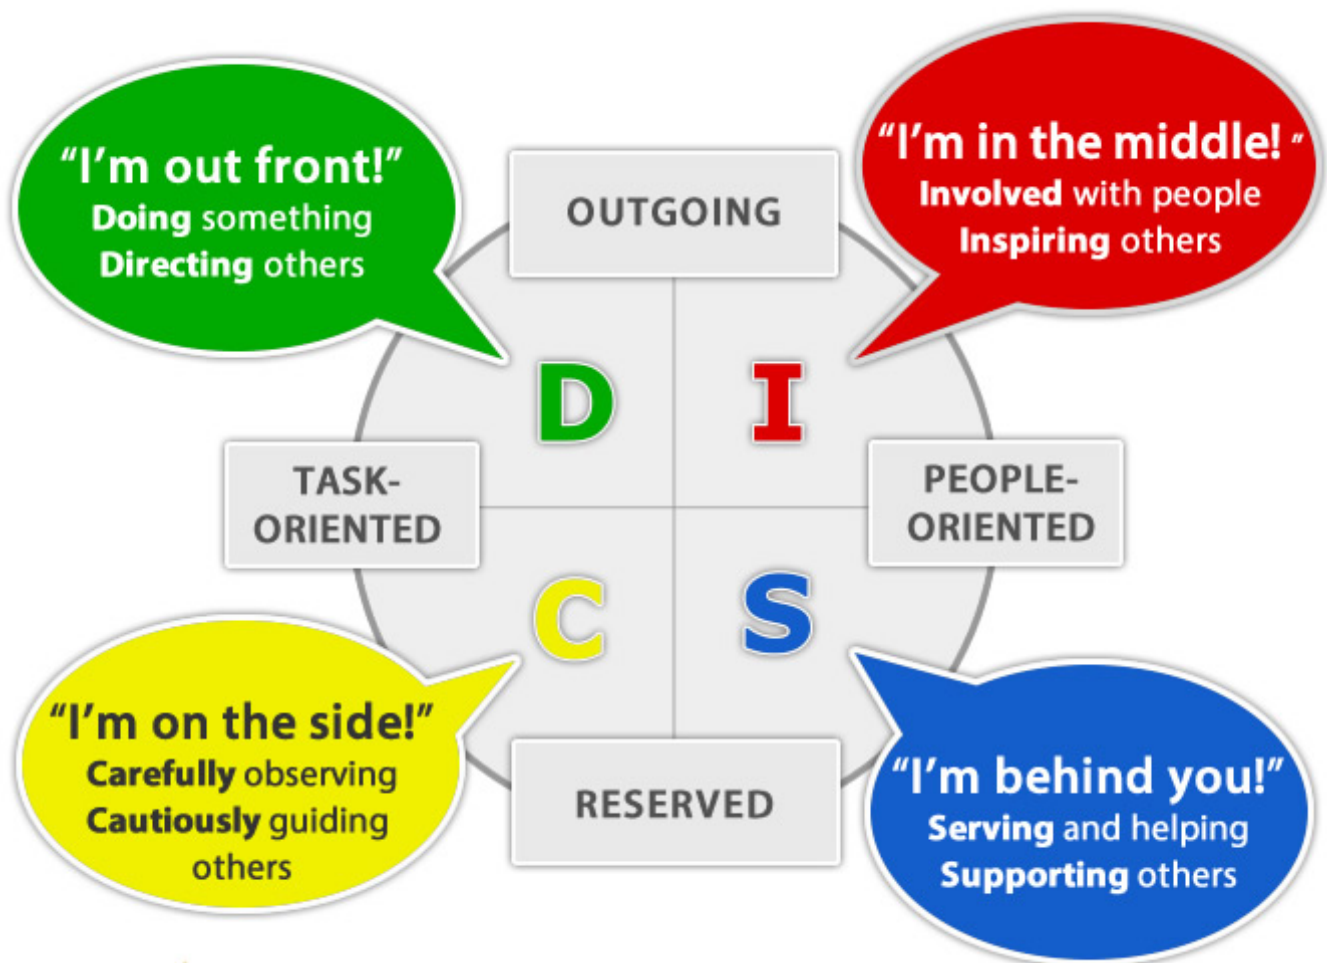 “I’m out front!”
Doing something
Directing others
“I’m in the middle! ”
Involved with people
Inspiring others
OUTGOING
D
I
TASK-
ORIENTED
PEOPLE-
ORIENTED
C
S
“I’m on the side!”
Carefully observing
Cautiously guiding
others
RESERVED
“I’m behind you!”
Serving and helping
Supporting others